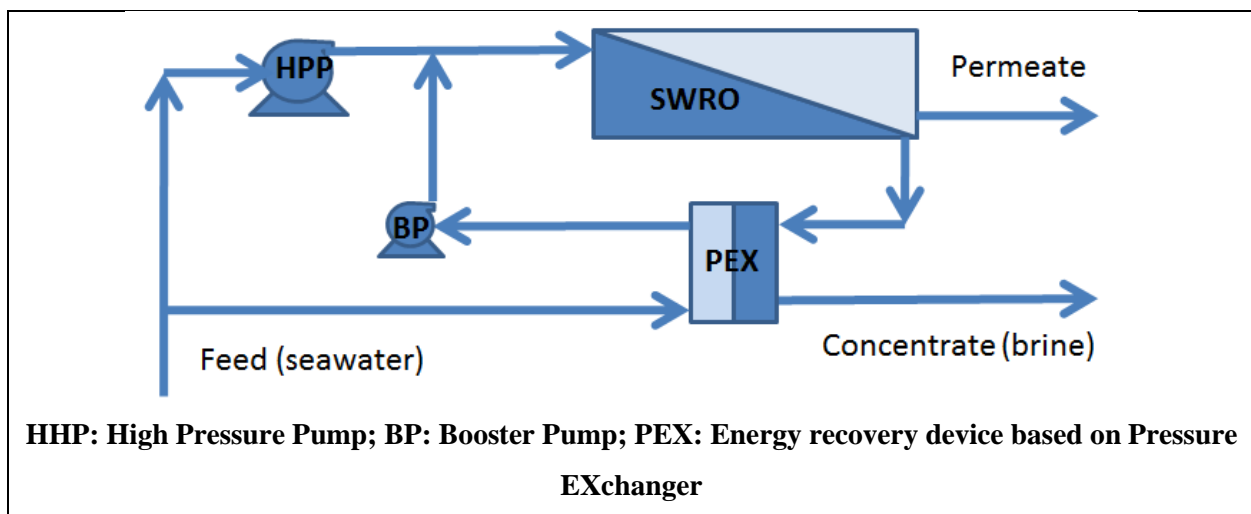 HPP
SWRO
Permeate
BP
PEX
Feed (seawater)
Concentrate (brine)
HHP: High Pressure Pump; BP: Booster Pump; PEX: Energy recovery device based on Pressure
EXchanger